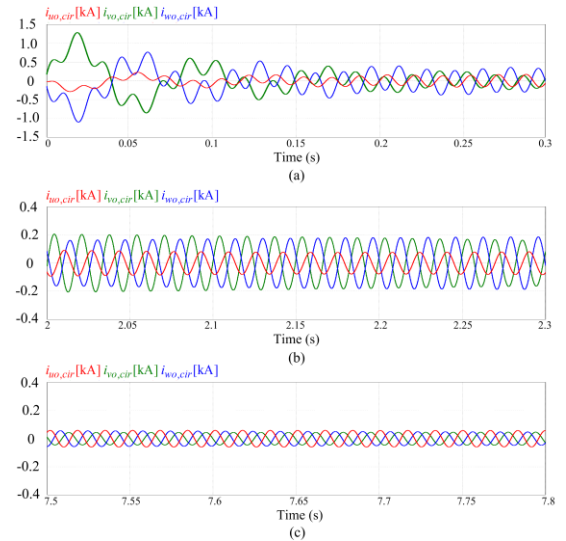 i_uo,cir[kA] i_vo,cir[kA] i_wo,cir[kA]
1.5
1.0
0.5
0
-0.5
-1.0
-1.5
0 0.05 0.1 0.15 0.2 0.25 0.3
Time (s)
(a)
i_uo,cir[kA] i_vo,cir[kA] i_wo,cir[kA]
0.4
0.2
0
-0.2
-0.4
2 2.05 2.1 2.15 2.2 2.25 2.3
Time (s)
(b)
i_uo,cir[kA] i_vo,cir[kA] i_wo,cir[kA]
0.4
0.2
0
-0.2
-0.4
7.5 7.55 7.6 7.65 7.7 7.75 7.8
Time (s)
(c)